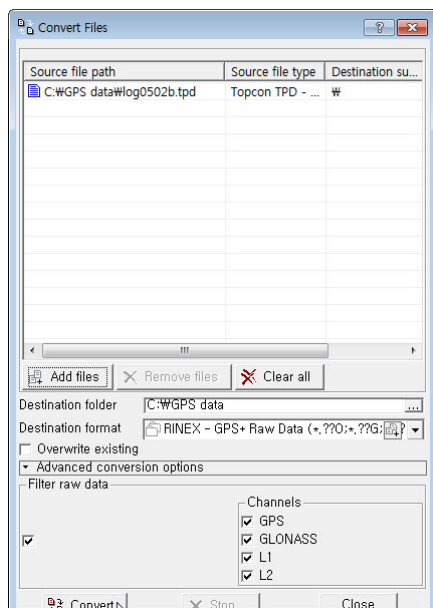 Convert Files
Source file path Source file type Destination su...
C:₩GPS data₩log0502b.tpd Topcon TPD - ... ₩
Add files Remove files Clear all
Destination folder C:₩GPS data ...
Destination format RINEX - GPS+ Raw Data (*,??O;*,??G;
Overwrite existing
Advanced conversion options
Filter raw data
Channels
GPS
GLONASS
L1
L2
Convert Stop Close